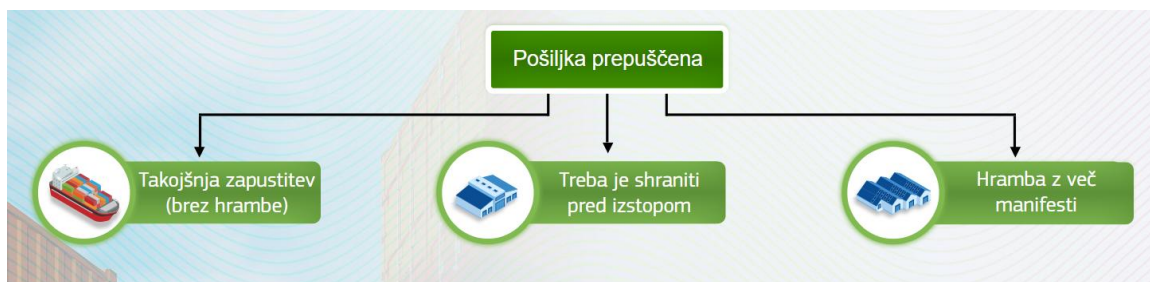 Pošiljka prepuščena
Takojšnja zapustitev
(brez hrambe)
Treba je shraniti
pred izstopom
Hramba z več
manifesti